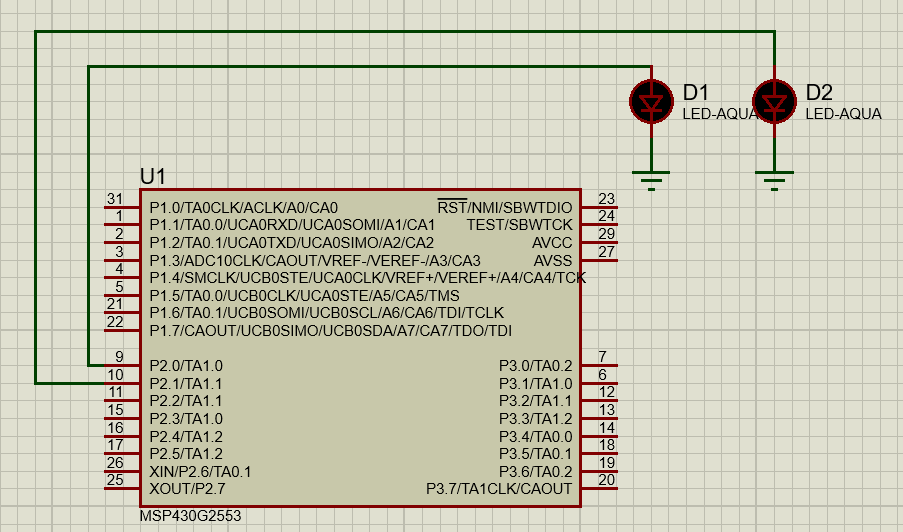 D1
LED-AQUA
D2
LED-AQUA
U1
31 P1.0/TA0CLK/ACLK/A0/CA0 RST/NMI/SBWTDIO 23
1 P1.1/TA0.0/UCA0RXD/UCA0SOMI/A1/CA1 TEST/SBWTCK 24
2 P1.2/TA0.1/UCA0TXD/UCA0SIMO/A2/CA2 AVCC 29
3 P1.3/ADC10CLK/CAOUT/VREF-/VEREF-/A3/CA3 AVSS 27
4 P1.4/SMCLK/UCB0STE/UCA0CLK/VREF+/VEREF+/A4/CA4/TCK
5 P1.5/TA0.0/UCB0CLK/UCA0STE/A5/CA5/TMS
21 P1.6/TA0.1/UCB0SOMI/UCB0SCL/A6/CA6/TDI/TCLK
22 P1.7/CAOUT/UCB0SIMO/UCB0SDA/A7/CA7/TDO/TDI
9 P2.0/TA1.0 P3.0/TA0.2 7
10 P2.1/TA1.1 P3.1/TA1.0 6
11 P2.2/TA1.1 P3.2/TA1.1 12
15 P2.3/TA1.0 P3.3/TA1.2 13
16 P2.4/TA1.2 P3.4/TA0.0 14
17 P2.5/TA1.2 P3.5/TA0.1 18
26 XIN/P2.6/TA0.1 P3.6/TA0.2 19
25 XOUT/P2.7 P3.7/TA1CLK/CAOUT 20
MSP430G2553